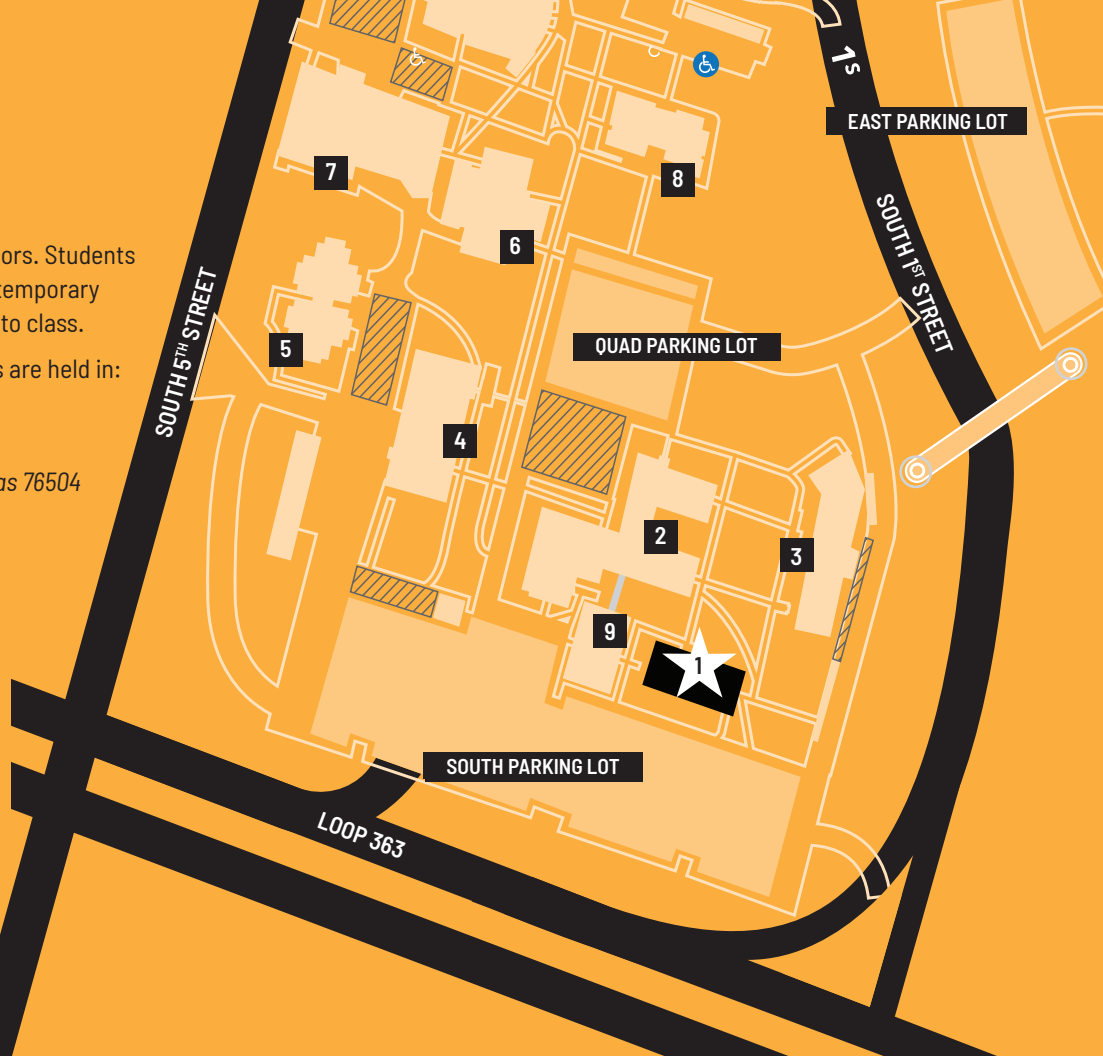 1s
EAST PARKING LOT
7
8
SOUTH 1ST STREET
6
ors. Students
temporary
to class.
s are held in:
as 76504
SOUTH 5TH STREET
5
QUAD PARKING LOT
4
2
3
9
1
SOUTH PARKING LOT
LOOP 363